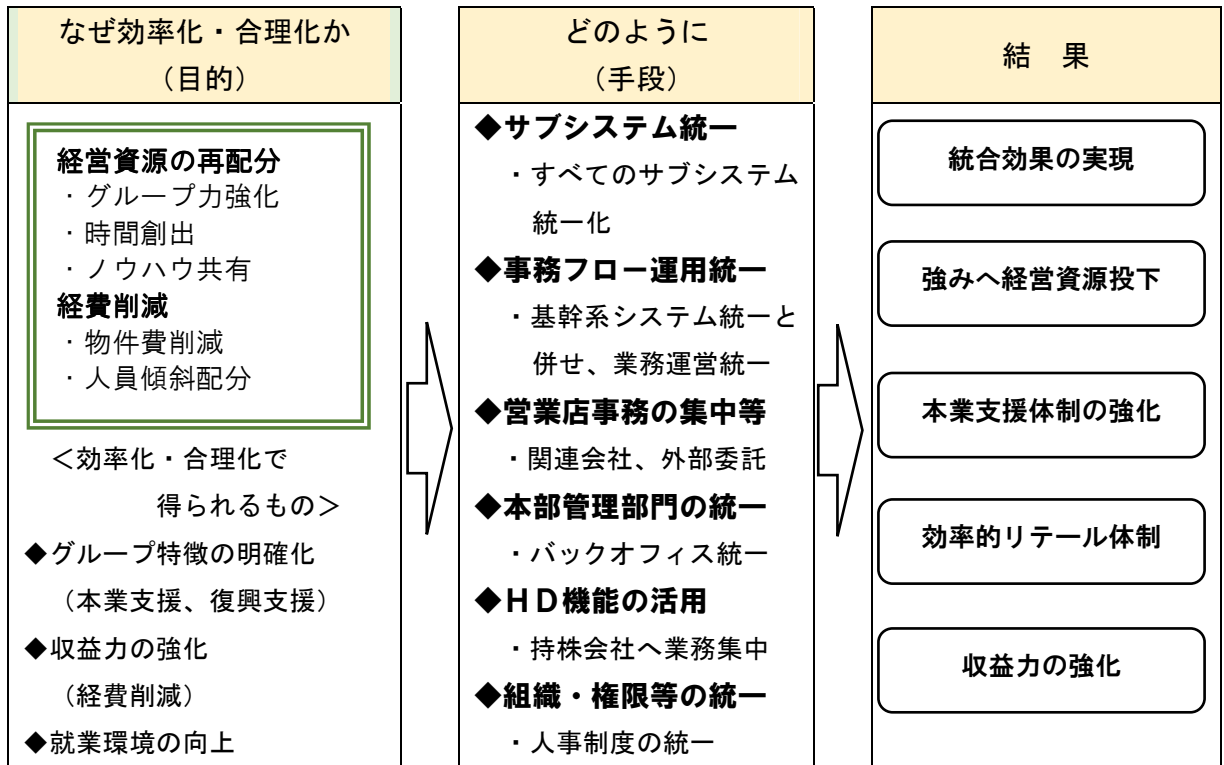 なぜ効率化・合理化か
（目的）
経営資源の再配分
・グループ力強化
・時間創出
・ノウハウ共有
経費削減
・物件費削減
・人員傾斜配分
＜効率化・合理化で
得られるもの＞
◆グループ特徴の明確化
（本業支援、復興支援）
◆収益力の強化
（経費削減）
◆就業環境の向上
どのように
（手段）
◆サブシステム統一
・すべてのサブシステム
統一化
◆事務フロー運用統一
・基幹系システム統一と
併せ、業務運営統一
◆営業店事務の集中等
・関連会社、外部委託
◆本部管理部門の統一
・バックオフィス統一
◆ＨＤ機能の活用
・持株会社へ業務集中
◆組織・権限等の統一
・人事制度の統一
結　果
統合効果の実現
強みへ経営資源投下
本業支援体制の強化
効率的リテール体制
収益力の強化